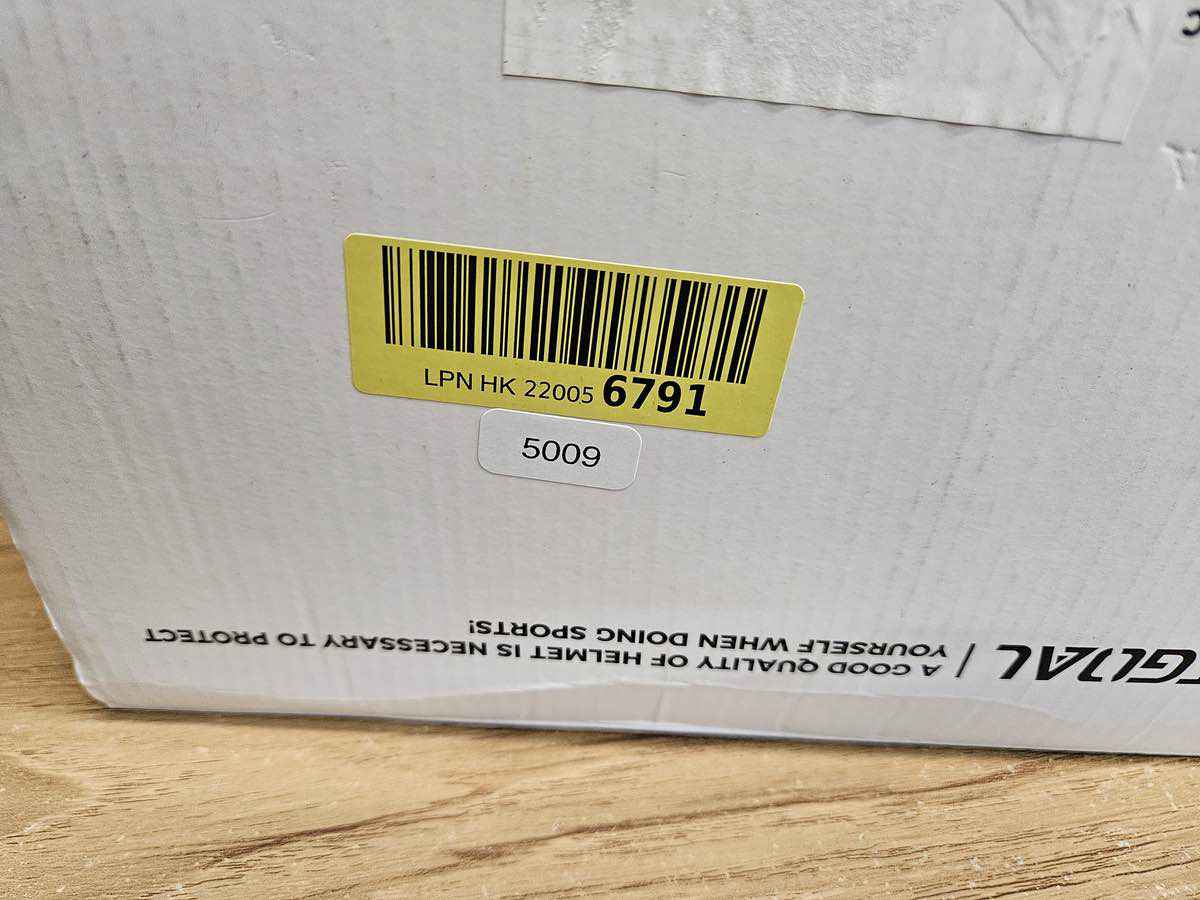 LPN HK 22005 6791
5009
A GOOD QUALITY OF HELMET IS NECESSARY TO PROTECT
YOURSELF WHEN DOING SPORTS!